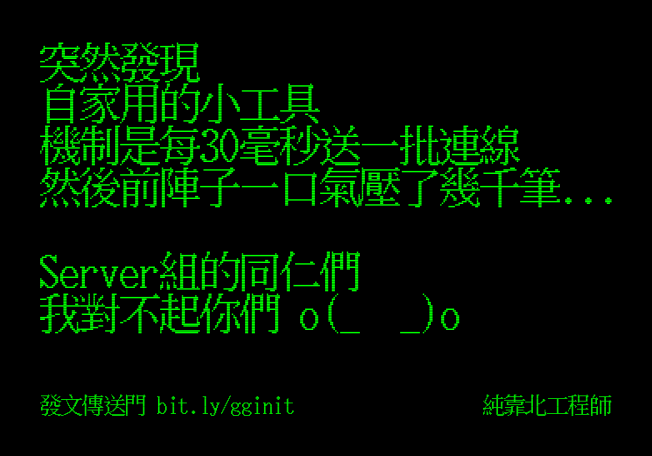 突然發現
自家用的小工具
機制是每30毫秒送一批連線
然後前陣子一口氣壓了幾千筆...
Server組的同仁們
我對不起你們 o(_  _)o
發文傳送門 bit.ly/gginit
純靠北工程師